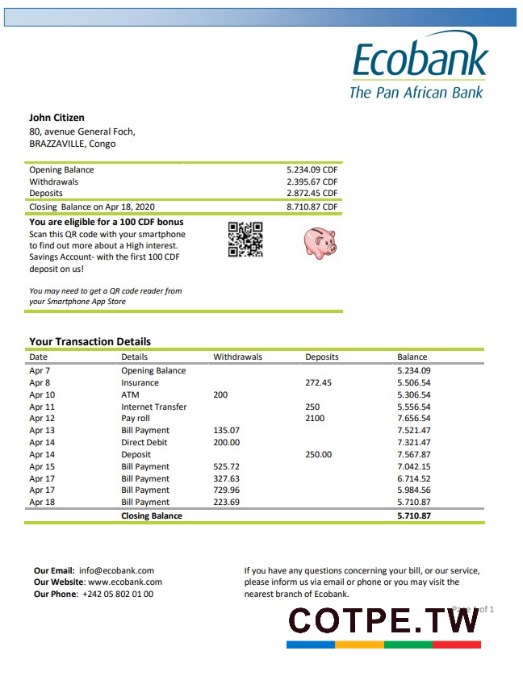 Ecobank
The Pan African Bank
John Citizen
80, avenue General Foch,
BRAZZAVILLE, Congo
Opening Balance 5.234.09 CDF
Withdrawals 2.395.67 CDF
Deposits 2.872.45 CDF
Closing Balance on Apr 18, 2020 8.710.87 CDF
You are eligible for a 100 CDF bonus
Scan this QR code with your smartphone
to find out more about a High interest.
Savings Account- with the first 100 CDF
deposit on us!
You may need to get a QR code reader from
your Smartphone App Store
Your Transaction Details
Date Details Withdrawals Deposits Balance
Apr 7 Opening Balance 5.234.09
Apr 8 Insurance 272.45 5.506.54
Apr 10 ATM 200 5.306.54
Apr 11 Internet Transfer 250 5.556.54
Apr 12 Pay roll 2100 7.656.54
Apr 13 Bill Payment 135.07 7.521.47
Apr 14 Direct Debit 200.00 7.321.47
Apr 14 Deposit 250.00 7.567.87
Apr 15 Bill Payment 525.72 7.042.15
Apr 17 Bill Payment 327.63 6.714.52
Apr 17 Bill Payment 729.96 5.984.56
Apr 18 Bill Payment 223.69 5.710.87
Closing Balance 5.710.87
Our Email: info@ecobank.com
Our Website: www.ecobank.com
Our Phone: +242 05 802 01 00
If you have any questions concerning your bill, or our service,
please inform us via email or phone or you may visit the
nearest branch of Ecobank.
of 1
COTPE.TW